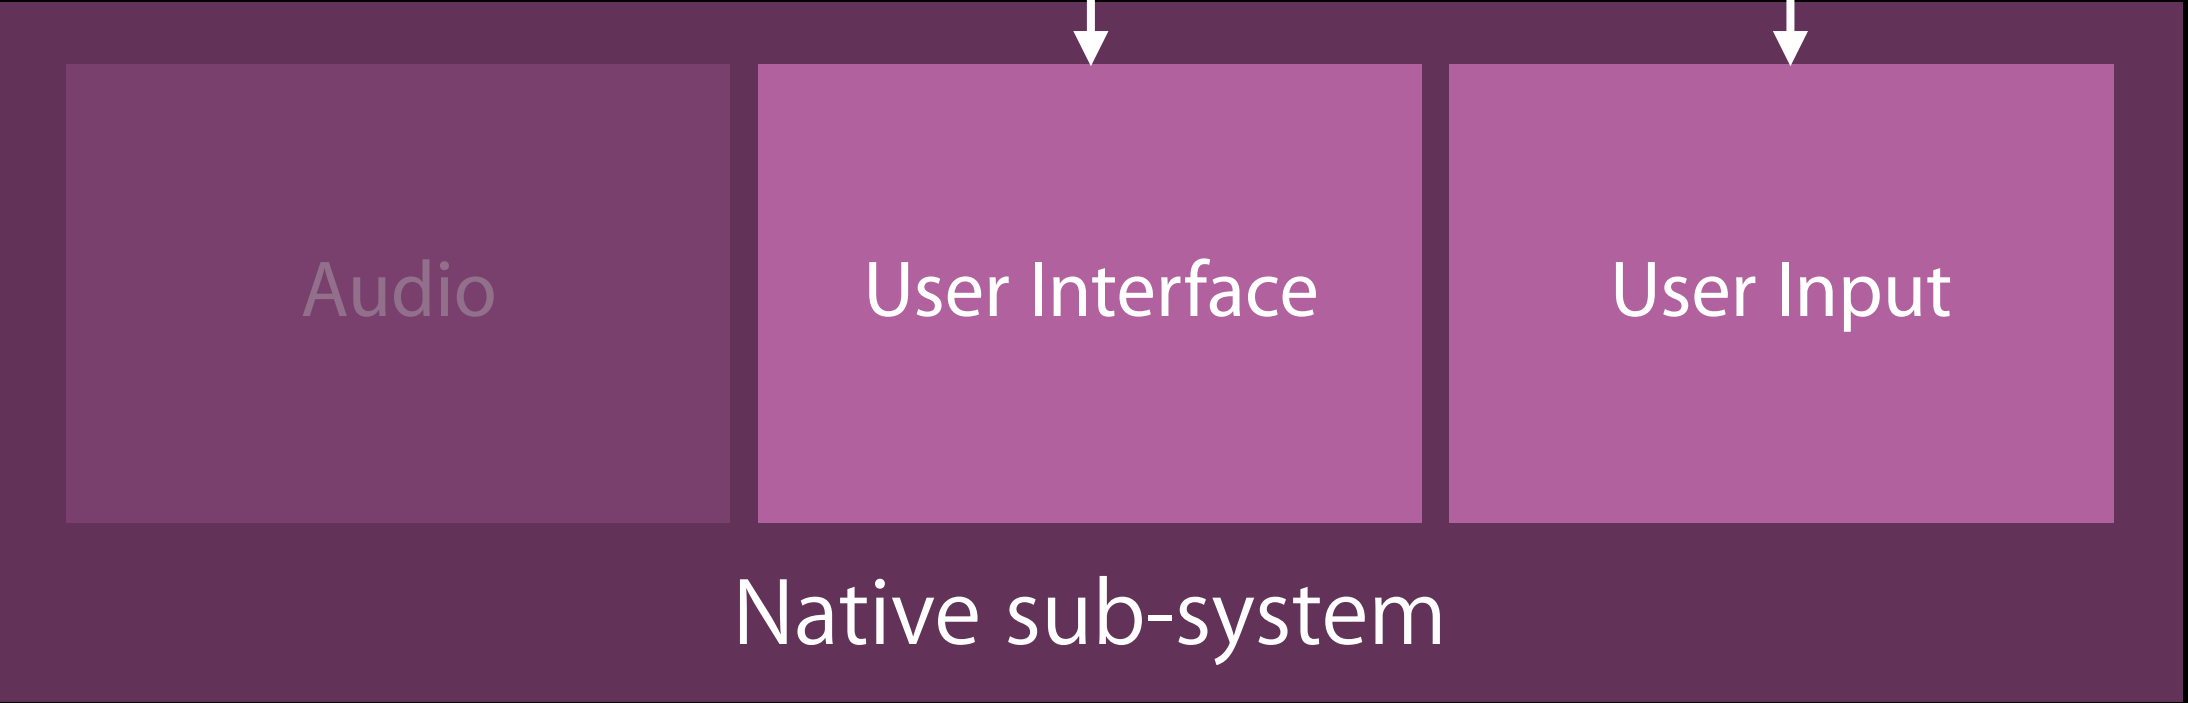 Audio
User Interface
User Input
Native sub-system